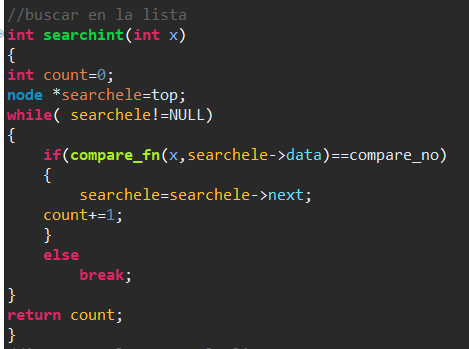 //buscar en la lista
int searchint(int x)
{
int count=0;
node *searchele=top;
while( searchele!=NULL)
{
    if(compare_fn(x,searchele->data)==compare_no)
    {
        searchele=searchele->next;
    count+=1;
    }
    else
        break;
}
return count;
}